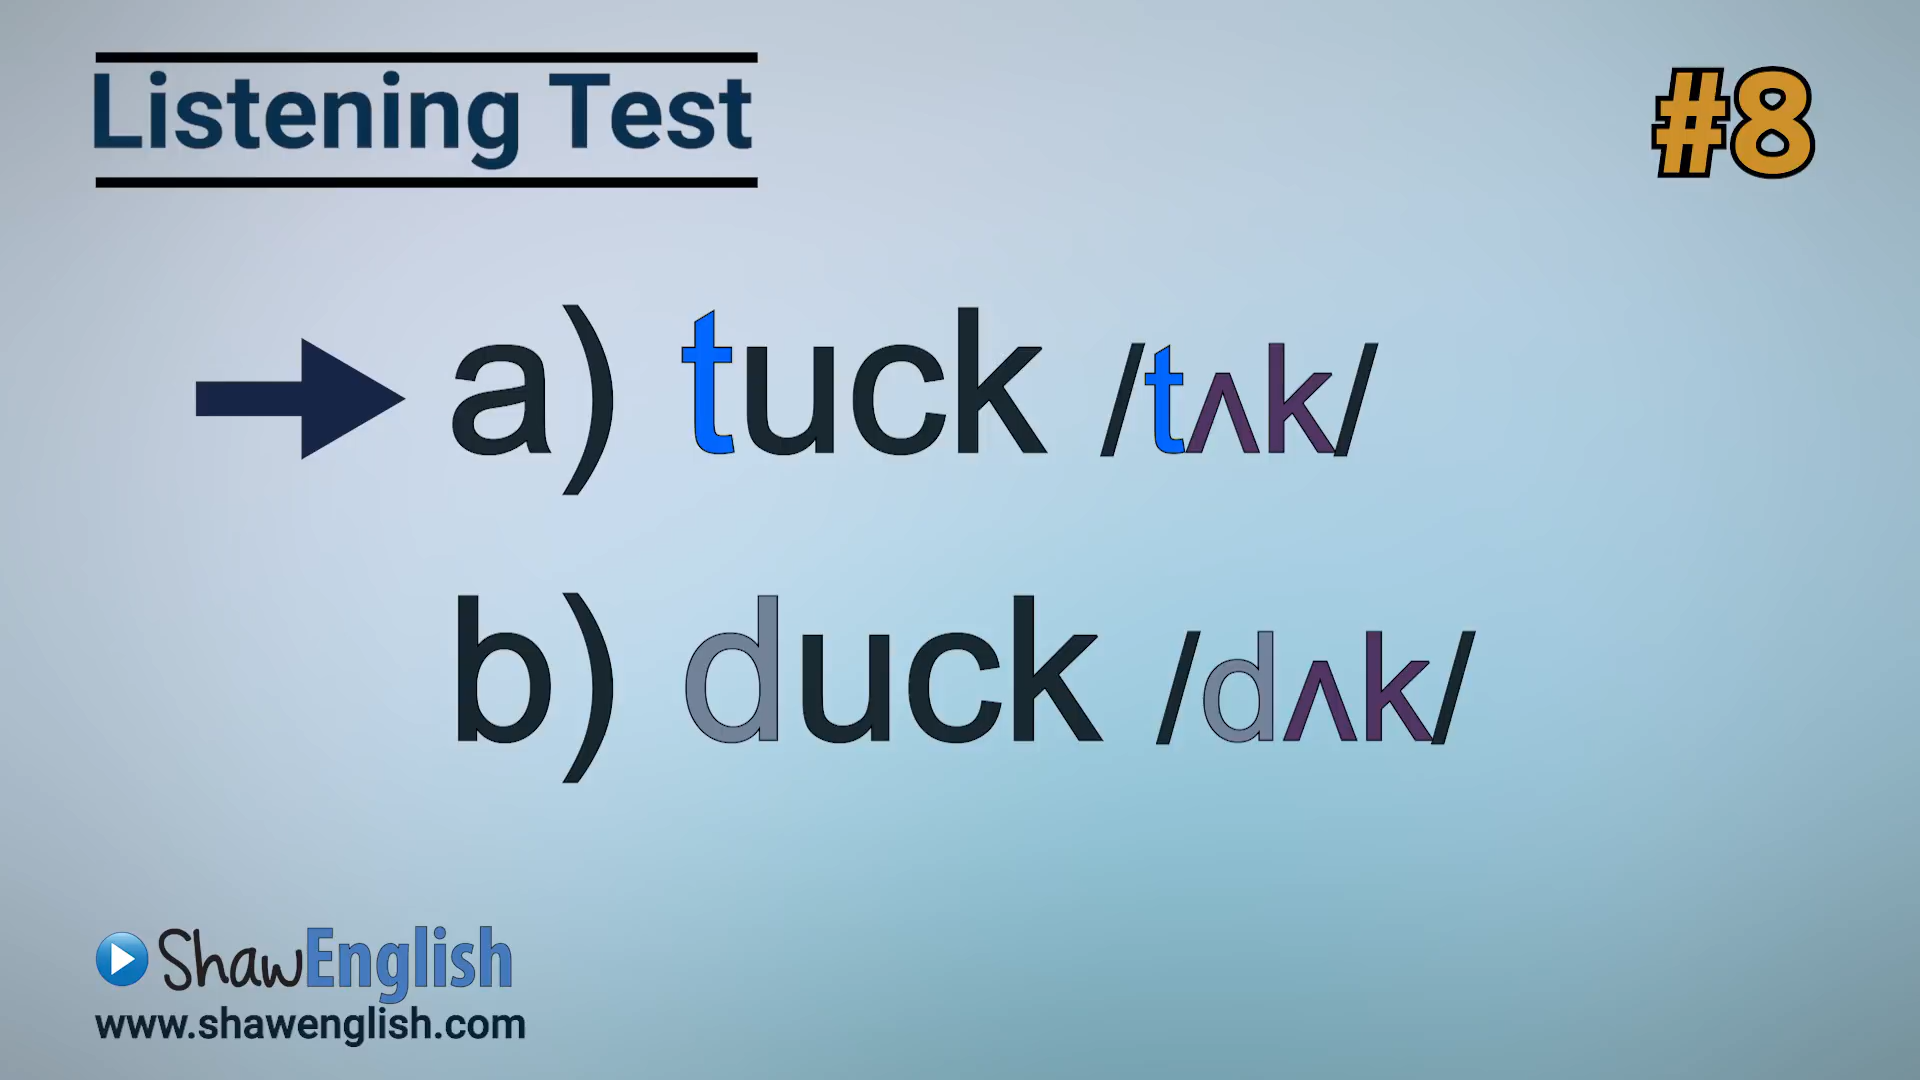 Listening Test
#8
a) tuck /tʌk/
b) duck /dʌk/
ShawEnglish
www.shawenglish.com